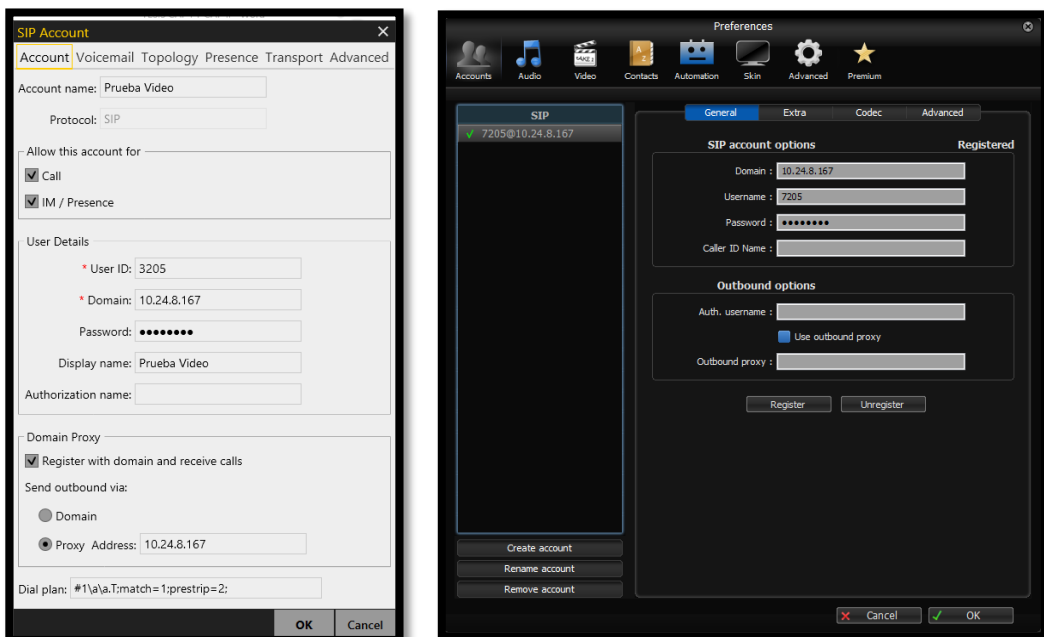 SIP Account
Account Voicemail Topology Presence Transport Advanced
Account name: Prueba Video
Protocol: SIP
Allow this account for
Call
IM / Presence
User Details
* User ID: 3205
* Domain: 10.24.8.167
Password: ●●●●●●●●
Display name: Prueba Video
Authorization name:
Domain Proxy
Register with domain and receive calls
Send outbound via:
Domain
Proxy Address: 10.24.8.167
Dial plan: #1\a\a.T;match=1;prestrip=2;
OK Cancel
Preferences
Accounts Audio Video Contacts Automation Skin Advanced Premium
SIP
7205@10.24.8.167
General Extra Codec Advanced
SIP account options Registered
Domain : 10.24.8.167
Username : 7205
Password : ●●●●●●●●
Caller ID Name :
Outbound options
Auth. username :
Use outbound proxy
Outbound proxy :
Register Unregister
Create account
Rename account
Remove account
Cancel OK